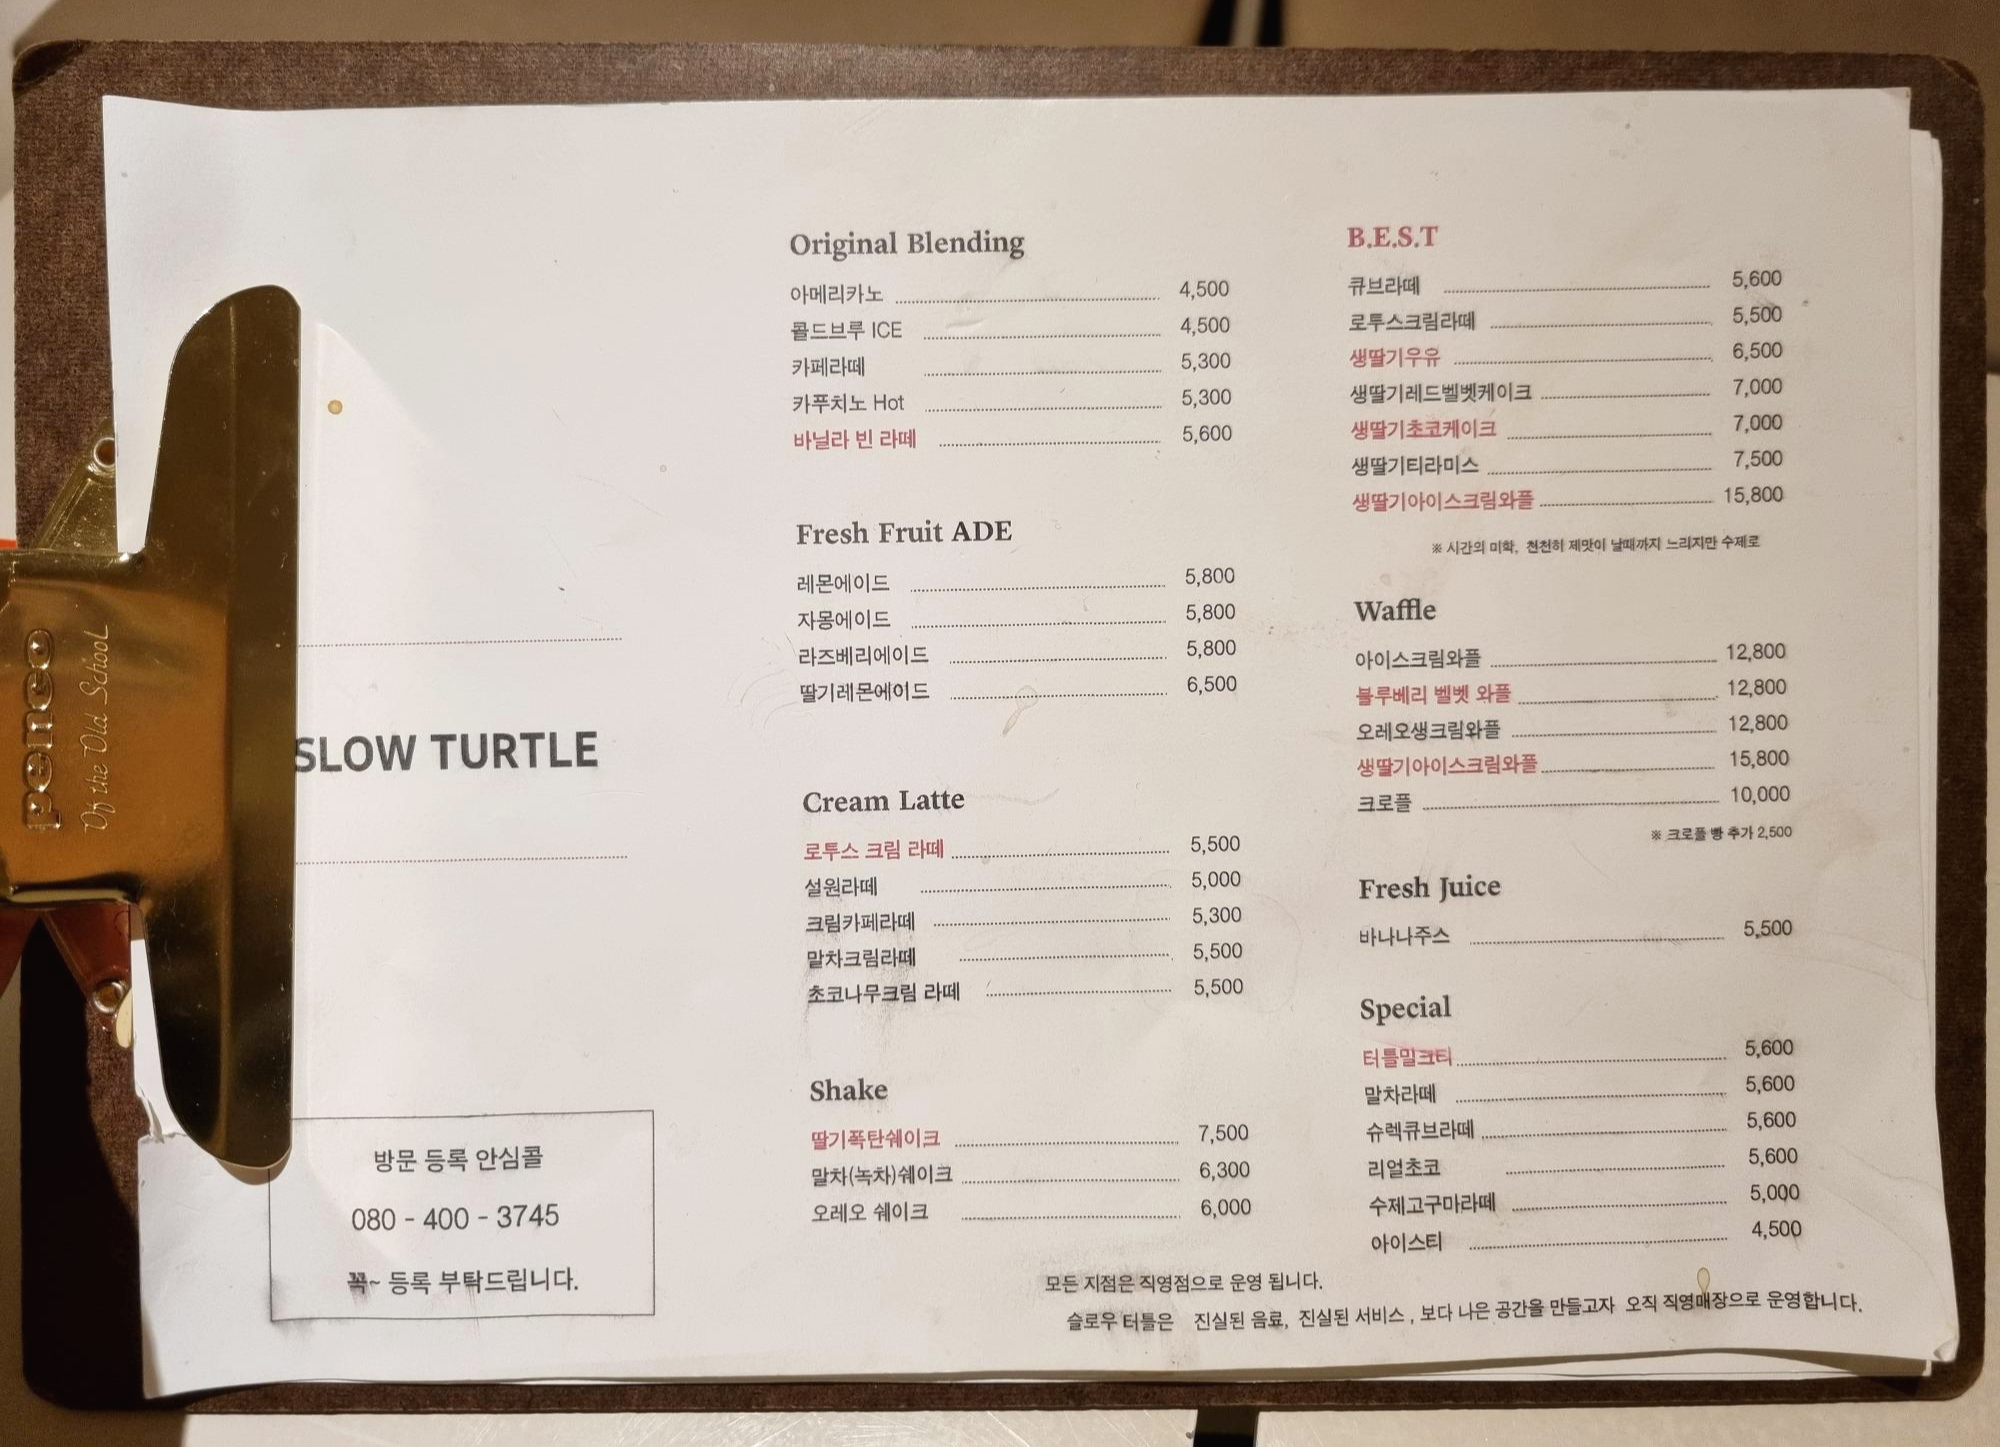 penco
Of the Old School
SLOW TURTLE
방문 등록 안심콜
080 - 400 - 3745
꼭~ 등록 부탁드립니다.
Original Blending
아메리카노 4,500
콜드브루 ICE 4,500
카페라떼 5,300
카푸치노 Hot 5,300
바닐라 빈 라떼 5,600
Fresh Fruit ADE
레몬에이드 5,800
자몽에이드 5,800
라즈베리에이드 5,800
딸기레몬에이드 6,500
Cream Latte
로투스 크림 라떼 5,500
설원라떼 5,000
크림카페라떼 5,300
말차크림라떼 5,500
초코나무크림 라떼 5,500
Shake
딸기폭탄쉐이크 7,500
말차(녹차)쉐이크 6,300
오레오 쉐이크 6,000
B.E.S.T
큐브라떼 5,600
로투스크림라떼 5,500
생딸기우유 6,500
생딸기레드벨벳케이크 7,000
생딸기초코케이크 7,000
생딸기티라미스 7,500
생딸기아이스크림와플 15,800
※ 시간의 미학, 천천히 제맛이 날때까지 느리지만 수제로
Waffle
아이스크림와플 12,800
블루베리 벨벳 와플 12,800
오레오생크림와플 12,800
생딸기아이스크림와플 15,800
크로플 10,000
※ 크로플 빵 추가 2,500
Fresh Juice
바나나주스 5,500
Special
터틀밀크티 5,600
말차라떼 5,600
슈렉큐브라떼 5,600
리얼초코 5,600
수제고구마라떼 5,000
아이스티 4,500
모든 지점은 직영점으로 운영 됩니다.
슬로우 터틀은 진실된 음료, 진실된 서비스 , 보다 나은 공간을 만들고자 오직 직영매장으로 운영합니다.